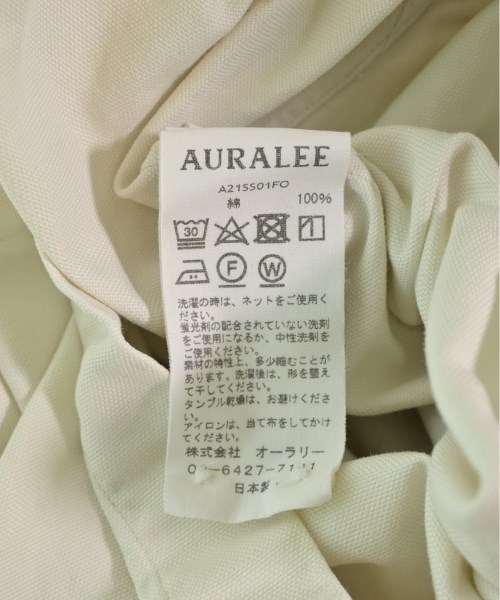 AURALEE
A21SS01FO
綿 100%
30
F W
洗濯の時は、ネットをご使用く
ださい。
蛍光剤の配合されていない洗剤
をご使用になるか、中性洗剤を
ご使用ください。
素材の特性上、多少縮むことが
あります。洗濯後は、形を整え
て干してください。
タンブル乾燥は、お避けくださ
い。
アイロンは、当て布をしてかけ
てください。
株式会社 オーラリー
日本製